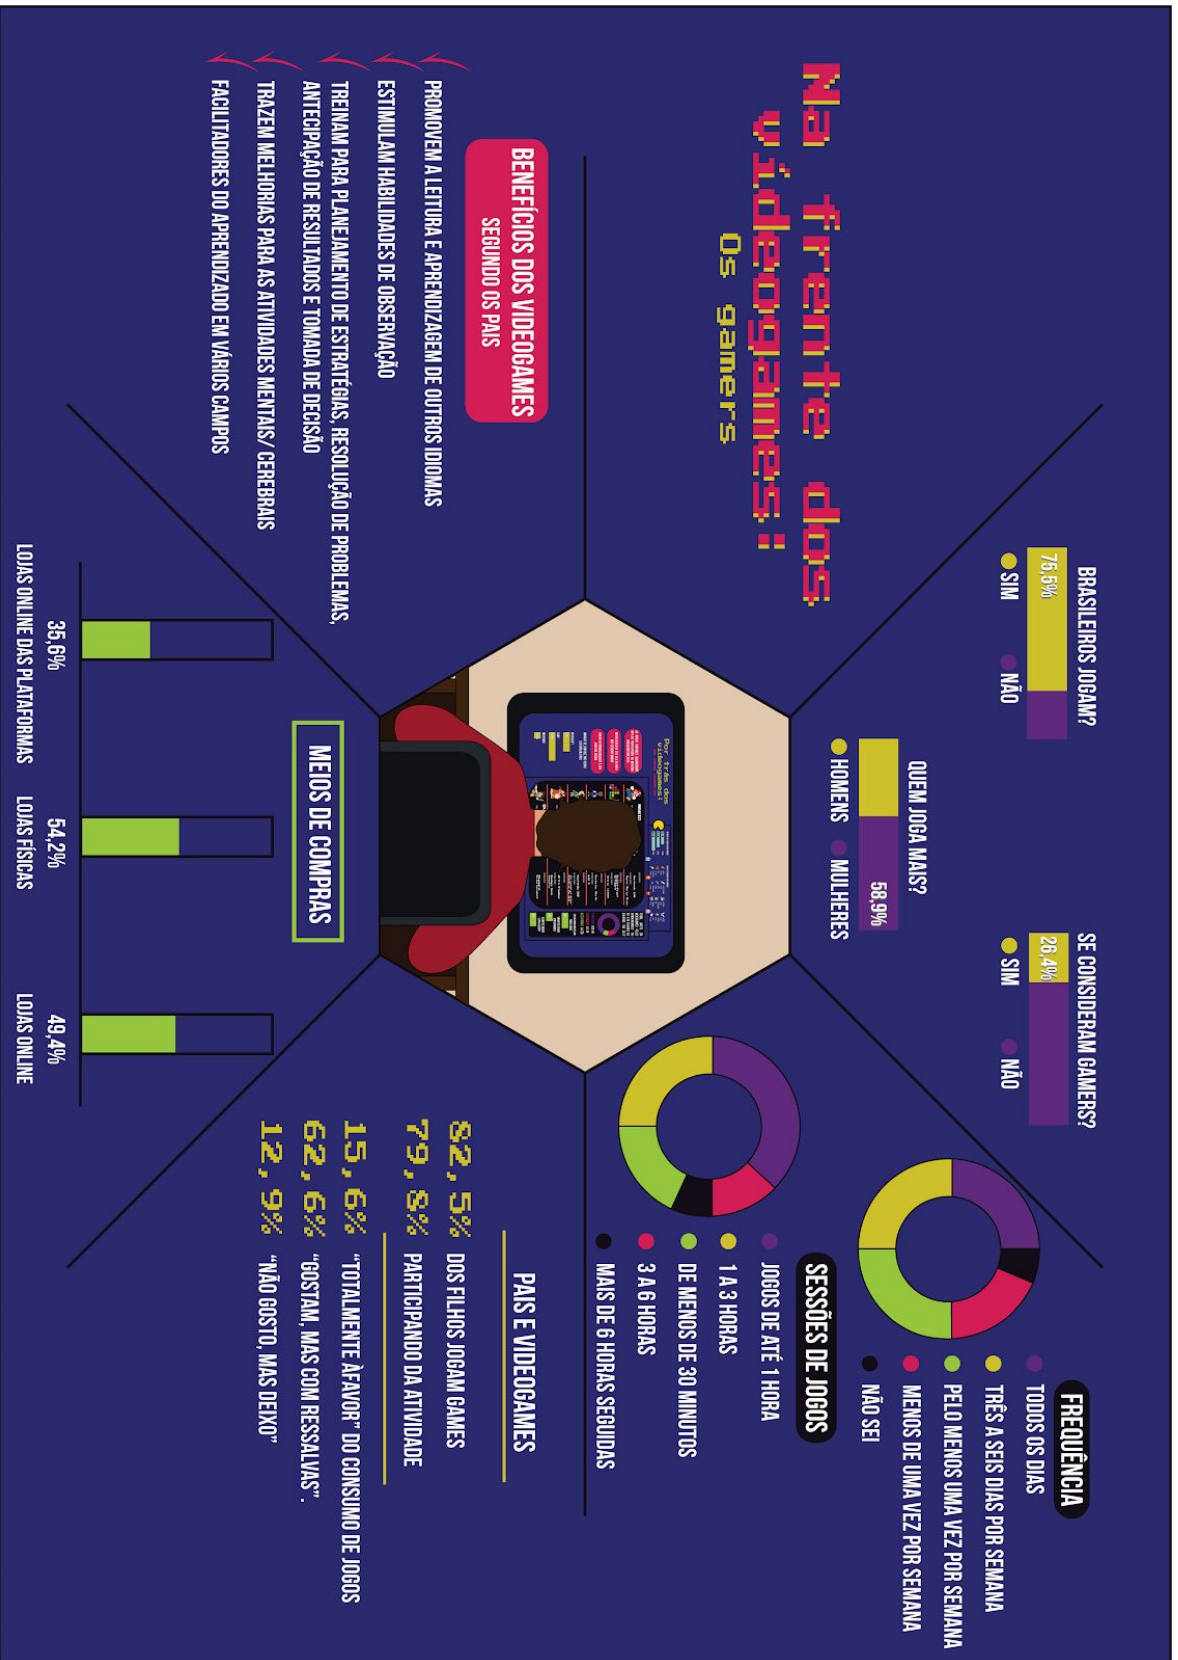 Na frente dos
videogames:
Os gamers
BRASILEIROS JOGAM?
75,5%
SIM
NÃO
QUEM JOGA MAIS?
58,9%
HOMENS
MULHERES
SE CONSIDERAM GAMERS?
26,4%
SIM
NÃO
FREQUÊNCIA
TODOS OS DIAS
TRÊS A SEIS DIAS POR SEMANA
PELO MENOS UMA VEZ POR SEMANA
MENOS DE UMA VEZ POR SEMANA
NÃO SEI
SESSÕES DE JOGOS
JOGOS DE ATÉ 1 HORA
1 A 3 HORAS
DE MENOS DE 30 MINUTOS
3 A 6 HORAS
MAIS DE 6 HORAS SEGUIDAS
BENEFÍCIOS DOS VIDEOGAMES
SEGUNDO OS PAIS
PROMOVEM A LEITURA E APRENDIZAGEM DE OUTROS IDIOMAS
ESTIMULAM HABILIDADES DE OBSERVAÇÃO
TREINAM PARA PLANEJAMENTO DE ESTRATÉGIAS, RESOLUÇÃO DE PROBLEMAS,
ANTECIPAÇÃO DE RESULTADOS E TOMADA DE DECISÃO
TRAZEM MELHORIAS PARA AS ATIVIDADES MENTAIS/ CEREBRAIS
FACILITADORES DO APRENDIZADO EM VÁRIOS CAMPOS
Por trás dos
videogames!
MEIOS DE COMPRAS
35,6%
LOJAS ONLINE DAS PLATAFORMAS
54,2%
LOJAS FÍSICAS
49,4%
LOJAS ONLINE
PAIS E VIDEOGAMES
82,5% DOS FILHOS JOGAM GAMES
79,8% PARTICIPANDO DA ATIVIDADE
15,6% "TOTALMENTE ÀFAVOR" DO CONSUMO DE JOGOS
62,6% "GOSTAM, MAS COM RESSALVAS".
12,9% "NÃO GOSTO, MAS DEIXO"